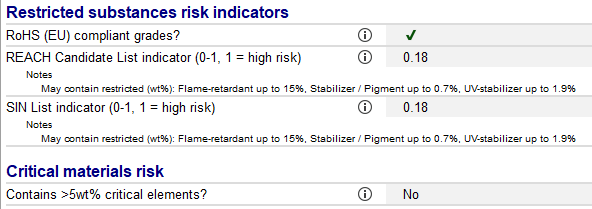 Restricted substances risk indicators
RoHS (EU) compliant grades? ✔
REACH Candidate List indicator (0-1, 1 = high risk) 0.18
Notes
May contain restricted (wt%): Flame-retardant up to 15%, Stabilizer / Pigment up to 0.7%, UV-stabilizer up to 1.9%
SIN List indicator (0-1, 1 = high risk) 0.18
Notes
May contain restricted (wt%): Flame-retardant up to 15%, Stabilizer / Pigment up to 0.7%, UV-stabilizer up to 1.9%
Critical materials risk
Contains >5wt% critical elements? No